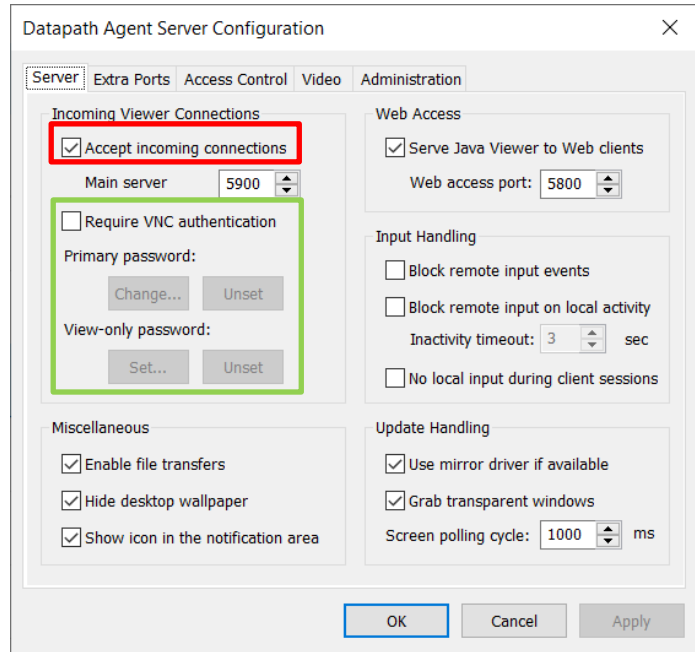 Datapath Agent Server Configuration
Server Extra Ports Access Control Video Administration
Incoming Viewer Connections
Accept incoming connections
Main server 5900
Require VNC authentication
Primary password:
Change... Unset
View-only password:
Set... Unset
Web Access
Serve Java Viewer to Web clients
Web access port: 5800
Input Handling
Block remote input events
Block remote input on local activity
Inactivity timeout: 3 sec
No local input during client sessions
Miscellaneous
Enable file transfers
Hide desktop wallpaper
Show icon in the notification area
Update Handling
Use mirror driver if available
Grab transparent windows
Screen polling cycle: 1000 ms
OK Cancel Apply